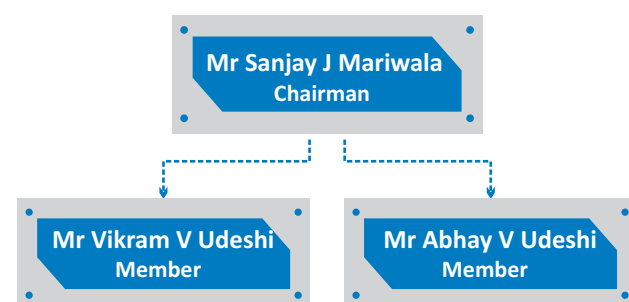 Mr Sanjay J Mariwala
Chairman
Mr Vikram V Udeshi
Member
Mr Abhay V Udeshi
Member